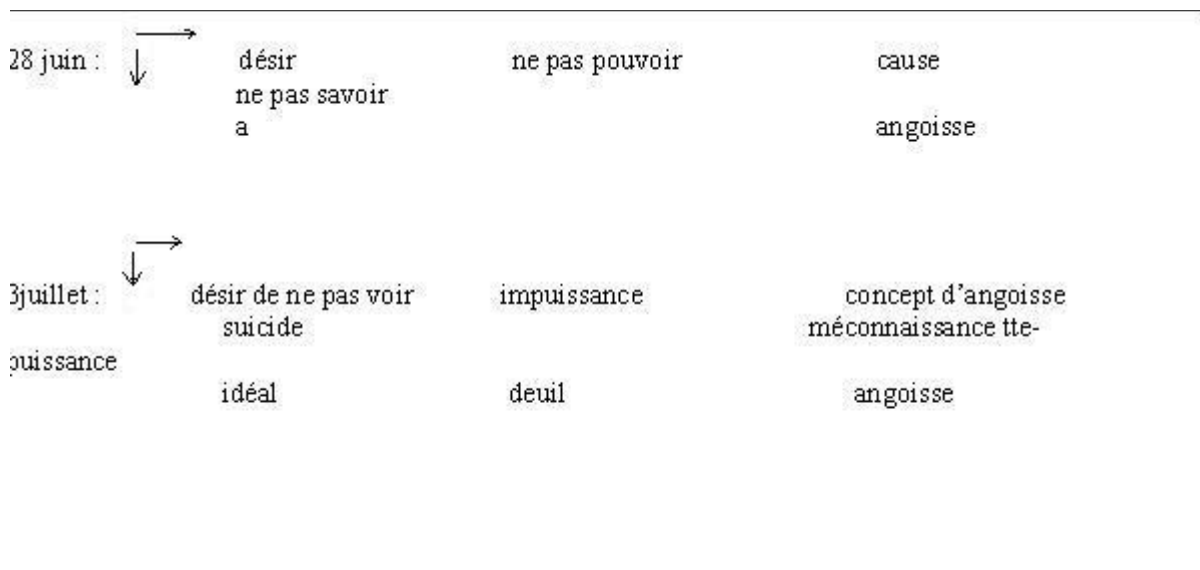 28 juin : désir ne pas pouvoir cause
ne pas savoir
a angoisse
3juillet : désir de ne pas voir impuissance concept d'angoisse
suicide méconnaissance tte-
puissance
idéal deuil angoisse